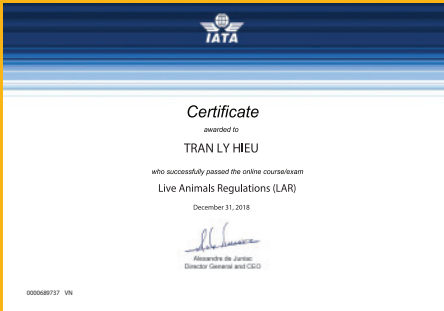 IATA
Certificate
awarded to
TRAN LY HIEU
who successfully passed the online course/exam
Live Animals Regulations (LAR)
December 31, 2018
Alexandre de Juniac
Director General and CEO
0000689737 VN